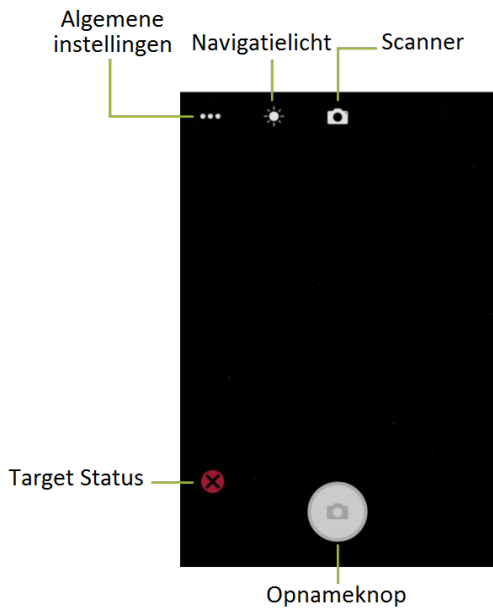 Algemene
instellingen
Navigatielicht
Scanner
Target Status
Opnameknop